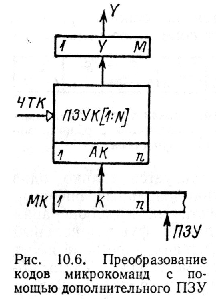 Y
1 У М
ЧТК
ПЗУК[1:N]
1 АК n
МК 1 К n
ПЗУ
Рис. 10.6. Преобразование
кодов микрокоманд с по-
мощью дополнительного ПЗУ